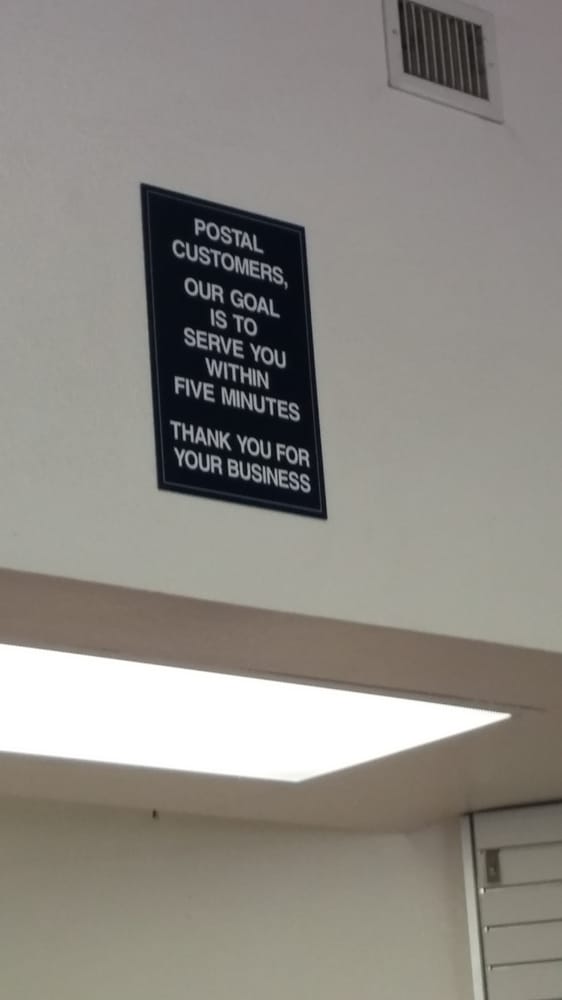 POSTAL
CUSTOMERS,
OUR GOAL
IS TO
SERVE YOU
WITHIN
FIVE MINUTES
THANK YOU FOR
YOUR BUSINESS